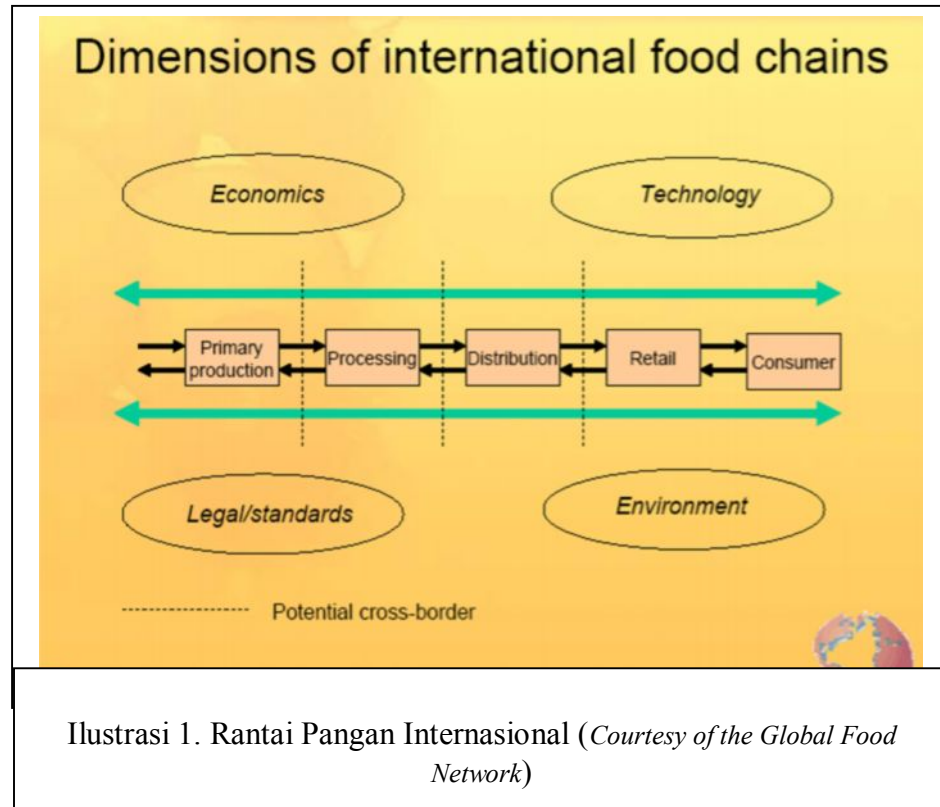 Dimensions of international food chains
Economics
Technology
Primary
production
Processing
Distribution
Retail
Consumer
Legal/standards
Environment
Potential cross-border
Ilustrasi 1. Rantai Pangan Internasional (Courtesy of the Global Food
Network)